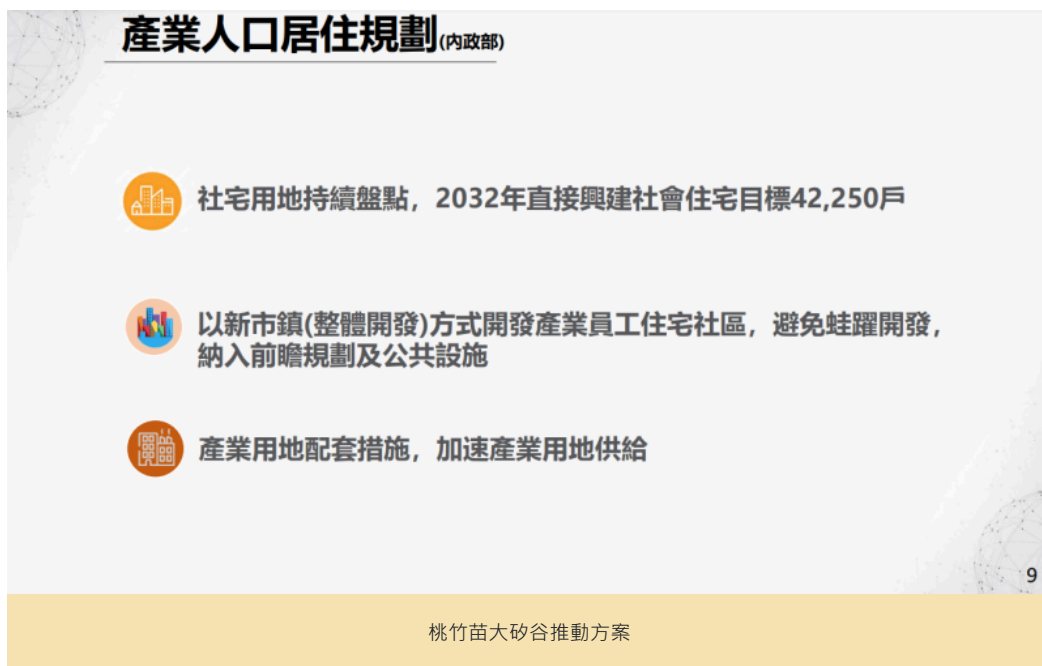 產業人口居住規劃(內政部)
社宅用地持續盤點，2032年直接興建社會住宅目標42,250戶
以新市鎮(整體開發)方式開發產業員工住宅社區，避免蛙躍開發，
納入前瞻規劃及公共設施
產業用地配套措施，加速產業用地供給
9
桃竹苗大矽谷推動方案